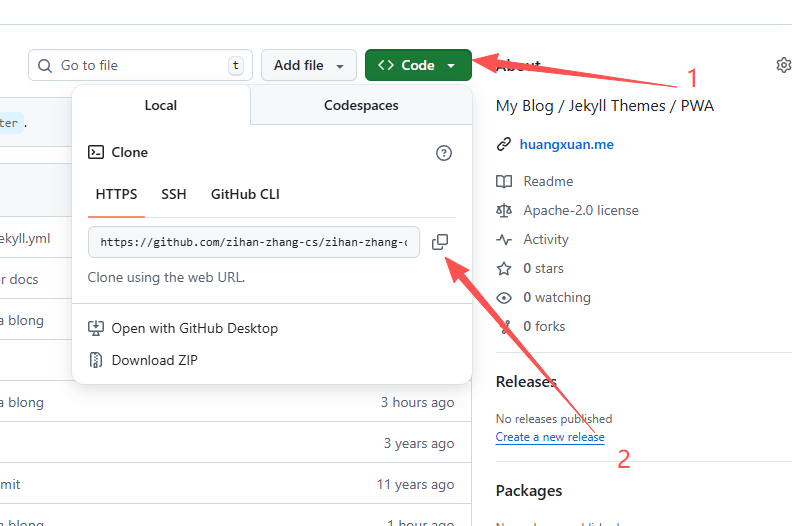 Go to file
t
Add file
Code
About
1
Local
Codespaces
My Blog / Jekyll Themes / PWA
ter.
Clone
huangxuan.me
HTTPS
SSH
GitHub CLI
Readme
Apache-2.0 license
ekyll.yml
https://github.com/zihan-zhang-cs/zihan-zhang-c
Activity
Clone using the web URL.
0 stars
r docs
0 watching
a blong
Open with GitHub Desktop
0 forks
Download ZIP
Releases
a blong
3 hours ago
No releases published
Create a new release
3 years ago
2
mit
11 years ago
Packages
a blong
1 hour ago